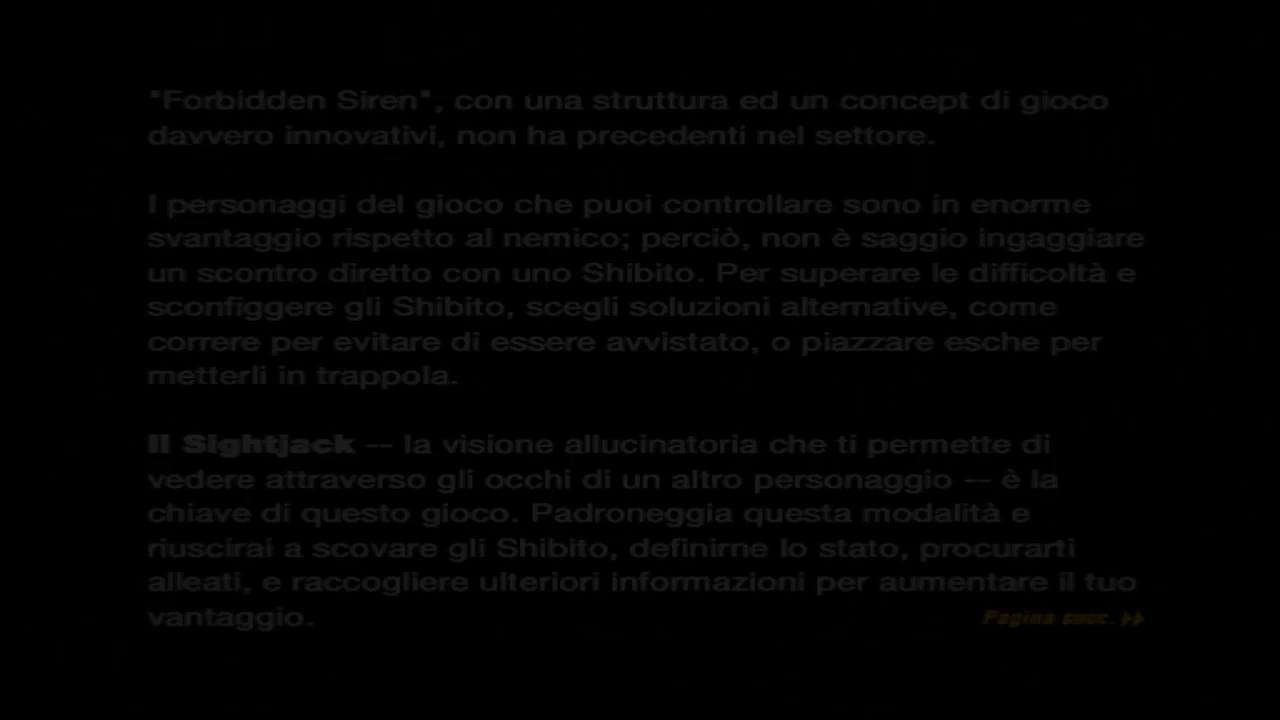 "Forbidden Siren", con una struttura ed un concept di gioco
davvero innovativi, non ha precedenti nel settore.
I personaggi del gioco che puoi controllare sono in enorme
svantaggio rispetto al nemico; perciò, non è saggio ingaggiare
un scontro diretto con uno Shibito. Per superare le difficoltà e
sconfiggere gli Shibito, scegli soluzioni alternative, come
correre per evitare di essere avvistato, o piazzare esche per
metterli in trappola.
Il Sightjack -- la visione allucinatoria che ti permette di
vedere attraverso gli occhi di un altro personaggio -- è la
chiave di questo gioco. Padroneggia questa modalità e
riuscirai a scovare gli Shibito, definirne lo stato, procurarti
alleati, e raccogliere ulteriori informazioni per aumentare il tuo
vantaggio.
Pagina succ.